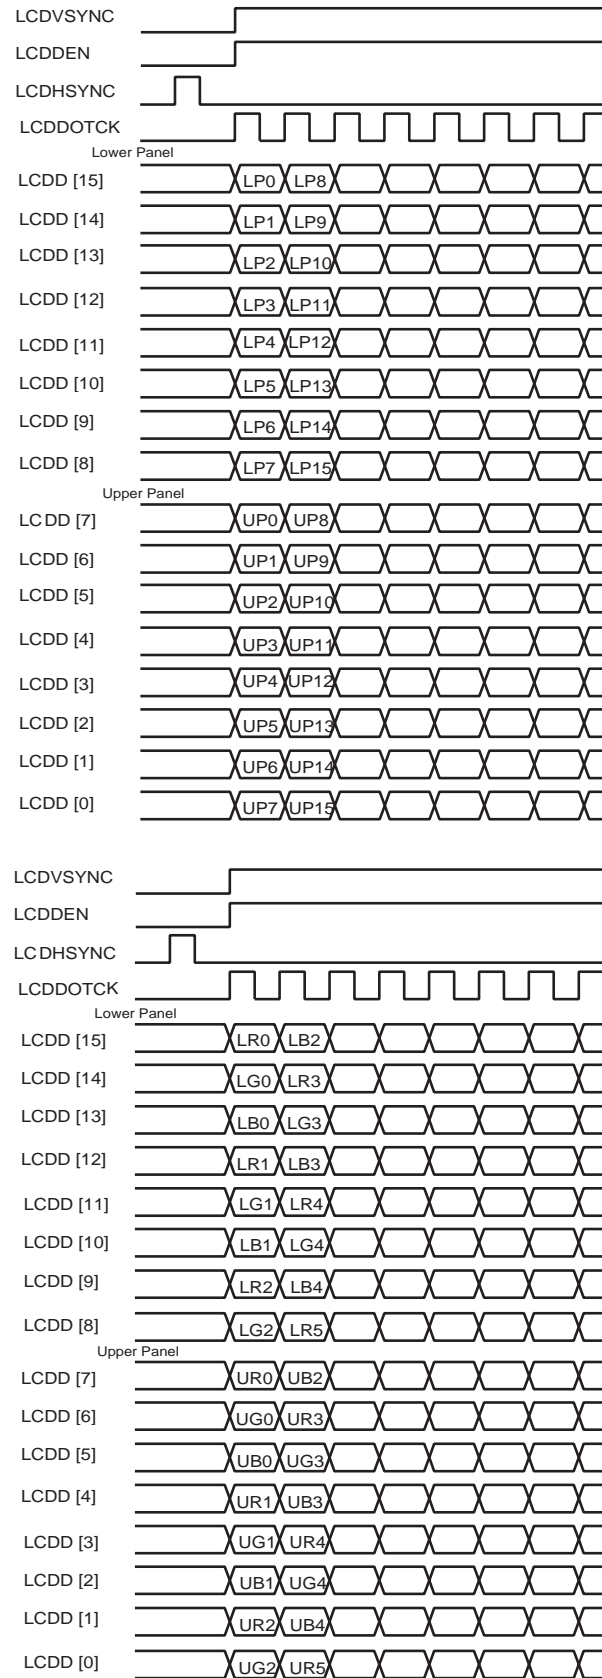 LCDVSYNC
LCDDEN
LCDHSYNC
LCDDOTCK
Lower Panel
LCDD [15] LP0 LP8
LCDD [14] LP1 LP9
LCDD [13] LP2 LP10
LCDD [12] LP3 LP11
LCDD [11] LP4 LP12
LCDD [10] LP5 LP13
LCDD [9] LP6 LP14
LCDD [8] LP7 LP15
Upper Panel
LCDD [7] UP0 UP8
LCDD [6] UP1 UP9
LCDD [5] UP2 UP10
LCDD [4] UP3 UP11
LCDD [3] UP4 UP12
LCDD [2] UP5 UP13
LCDD [1] UP6 UP14
LCDD [0] UP7 UP15
LCDVSYNC
LCDDEN
LCDHSYNC
LCDDOTCK
Lower Panel
LCDD [15] LR0 LB2
LCDD [14] LG0 LR3
LCDD [13] LB0 LG3
LCDD [12] LR1 LB3
LCDD [11] LG1 LR4
LCDD [10] LB1 LG4
LCDD [9] LR2 LB4
LCDD [8] LG2 LR5
Upper Panel
LCDD [7] UR0 UB2
LCDD [6] UG0 UR3
LCDD [5] UB0 UG3
LCDD [4] UR1 UB3
LCDD [3] UG1 UR4
LCDD [2] UB1 UG4
LCDD [1] UR2 UB4
LCDD [0] UG2 UR5